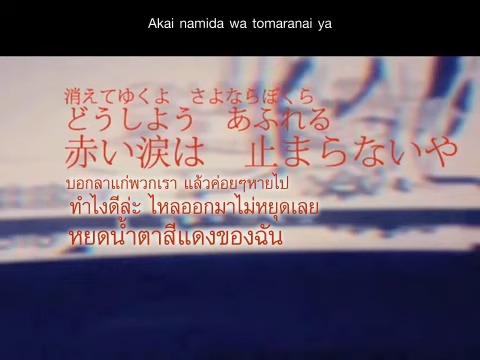 Akai namida wa tomaranai ya
消えてゆくよ　さよならぼくら
どうしよう　あふれる
赤い涙は　止まらないや
บอกลาแก่พวกเรา แล้วค่อยๆหายไป
ทำไงดีล่ะ ไหลออกมาไม่หยุดเลย
หยดน้ำตาสีแดงของฉัน